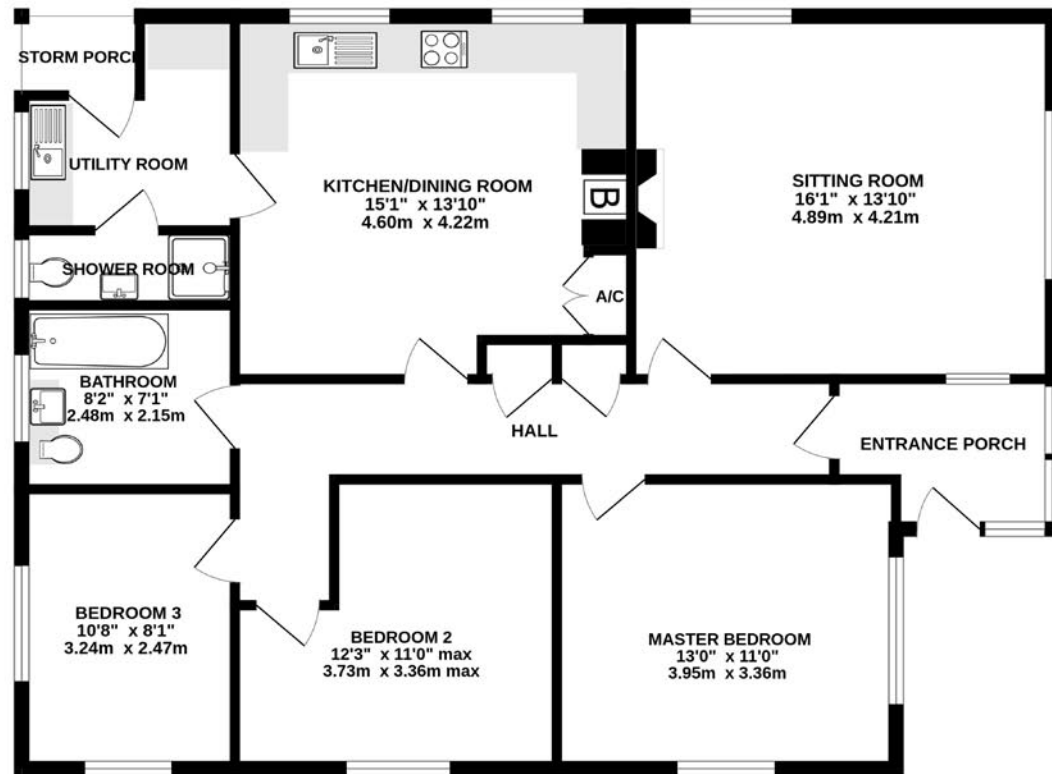 STORM PORCH
UTILITY ROOM
KITCHEN/DINING ROOM
15'1" x 13'10"
4.60m x 4.22m
B
SITTING ROOM
16'1" x 13'10"
4.89m x 4.21m
SHOWER ROOM
A/C
BATHROOM
8'2" x 7'1"
2.48m x 2.15m
HALL
ENTRANCE PORCH
BEDROOM 3
10'8" x 8'1"
3.24m x 2.47m
BEDROOM 2
12'3" x 11'0" max
3.73m x 3.36m max
MASTER BEDROOM
13'0" x 11'0"
3.95m x 3.36m